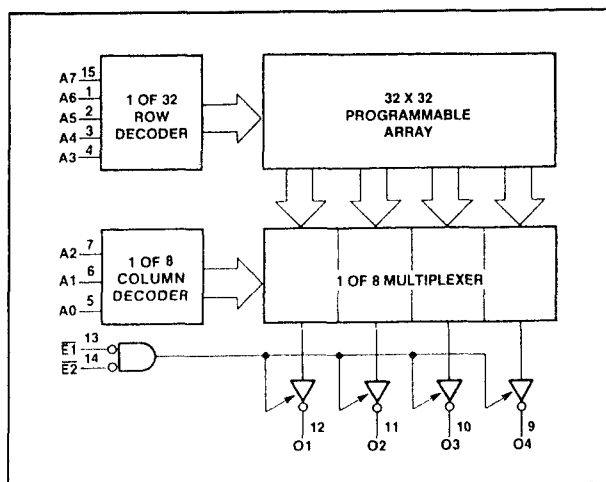 A7 15
A6 1
A5 2
A4 3
A3 4
1 OF 32
ROW
DECODER
32 X 32
PROGRAMMABLE
ARRAY
A2 7
A1 6
A0 5
1 OF 8
COLUMN
DECODER
1 OF 8 MULTIPLEXER
E1 13
E2 14
12
11
10
9
O1
O2
O3
O4